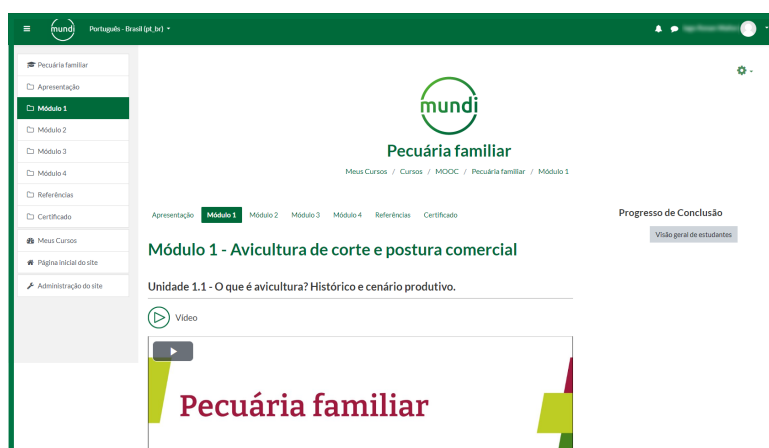 mundi
Português - Brasil (pt_br)
Pecuária familiar
Apresentação
Módulo 1
Módulo 2
Módulo 3
Módulo 4
Referências
Certificado
Meus Cursos
Página inicial do site
Administração do site
mundi
Pecuária familiar
Meus Cursos / Cursos / MOOC / Pecuária familiar / Módulo 1
Apresentação Módulo 1 Módulo 2 Módulo 3 Módulo 4 Referências Certificado
Módulo 1 - Avicultura de corte e postura comercial
Unidade 1.1 - O que é avicultura? Histórico e cenário produtivo.
Vídeo
Pecuária familiar
Progresso de Conclusão
Visão geral de estudantes